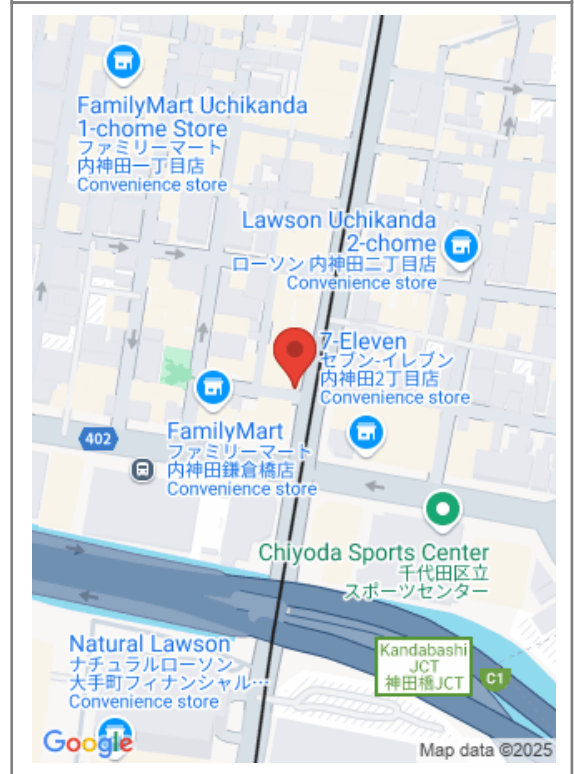 FamilyMart Uchikanda
1-chome Store
ファミリーマート
内神田一丁目店
Convenience store
Lawson Uchikanda
2-chome
ローソン 内神田二丁目店
Convenience store
7-Eleven
セブン-イレブン
内神田2丁目店
Convenience store
FamilyMart
ファミリーマート
内神田鎌倉橋店
Convenience store
402
Chiyoda Sports Center
千代田区立
スポーツセンター
Natural Lawson
ナチュラルローソン
大手町フィナンシャル…
Convenience store
Kandabashi
JCT
神田橋JCT
C1
Google
Map data ©2025